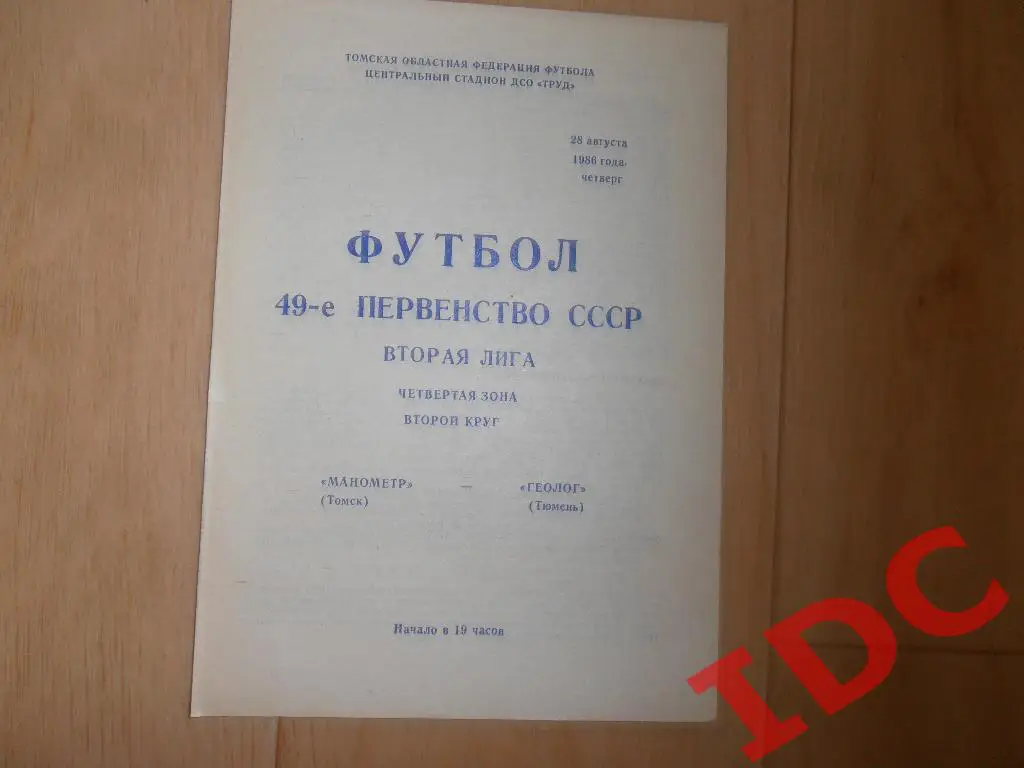 ТОМСКАЯ ОБЛАСТНАЯ ФЕДЕРАЦИЯ ФУТБОЛА
ЦЕНТРАЛЬНЫЙ СТАДИОН ДСО «ТРУД»
28 августа
1986 года,
четверг
ФУТБОЛ
49-е ПЕРВЕНСТВО СССР
ВТОРАЯ ЛИГА
ЧЕТВЕРТАЯ ЗОНА
ВТОРОЙ КРУГ
«МАНОМЕТР» — «ГЕОЛОГ»
(Томск) (Тюмень)
Начало в 19 часов
IDC